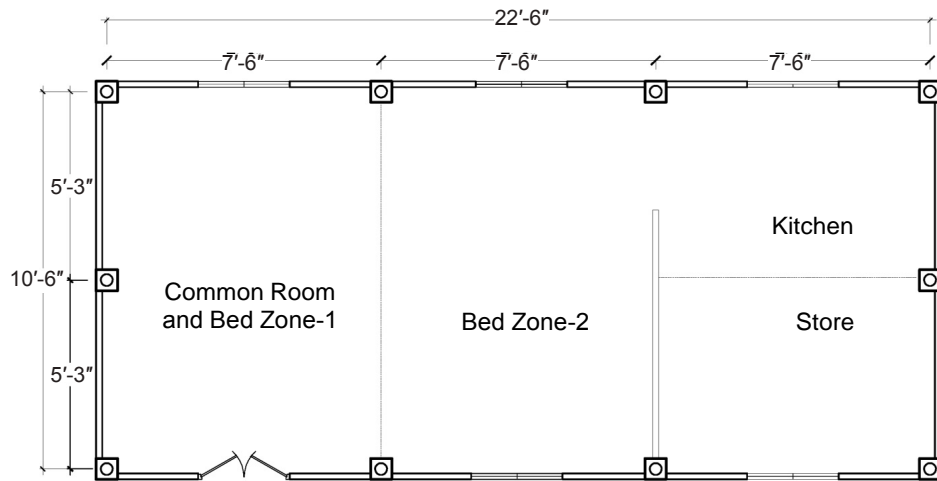 22'-6"
7'-6"
7'-6"
7'-6"
5'-3"
Kitchen
10'-6"
Common Room
and Bed Zone-1
Bed Zone-2
Store
5'-3"